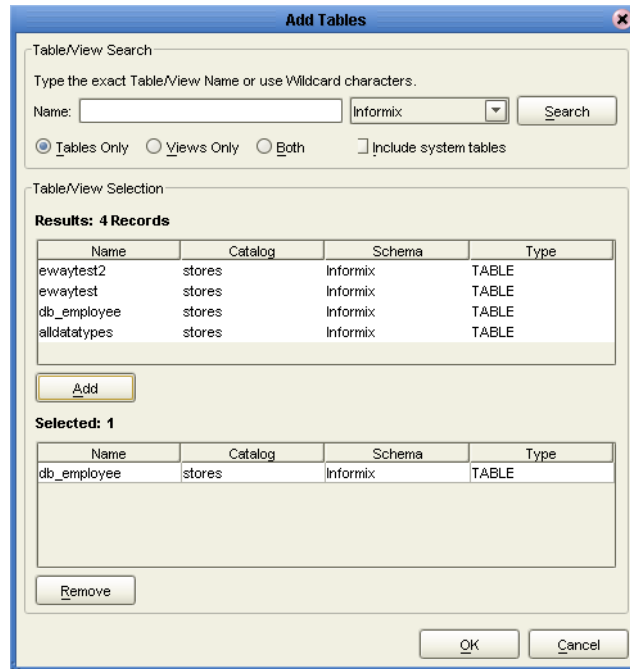 Add Tables
Table/View Search
Type the exact Table/View Name or use Wildcard characters.
Name: Informix Search
Tables Only Views Only Both Include system tables
Table/View Selection
Results: 4 Records
Name Catalog Schema Type
ewaytest2 stores Informix TABLE
ewaytest stores Informix TABLE
db_employee stores Informix TABLE
alldatatypes stores Informix TABLE
Add
Selected: 1
Name Catalog Schema Type
db_employee stores Informix TABLE
Remove
OK Cancel